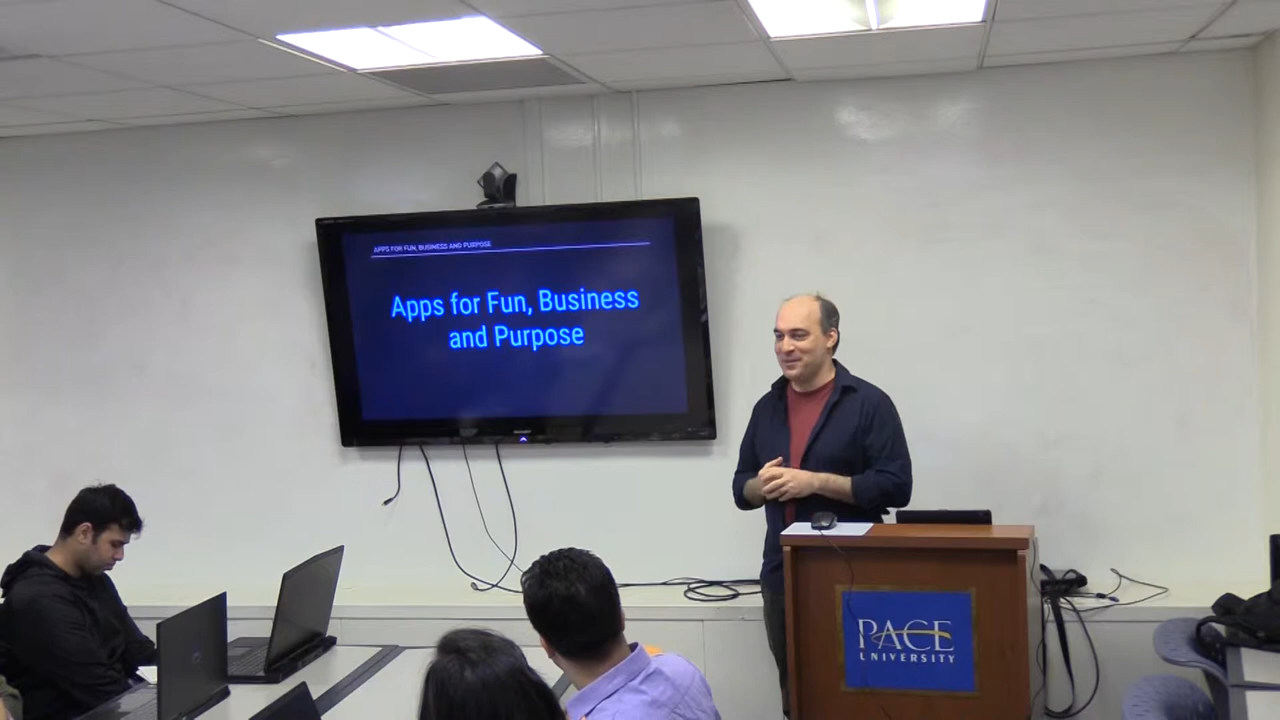 APPS FOR FUN, BUSINESS AND PURPOSE
Apps for Fun, Business
and Purpose
PACE
UNIVERSITY